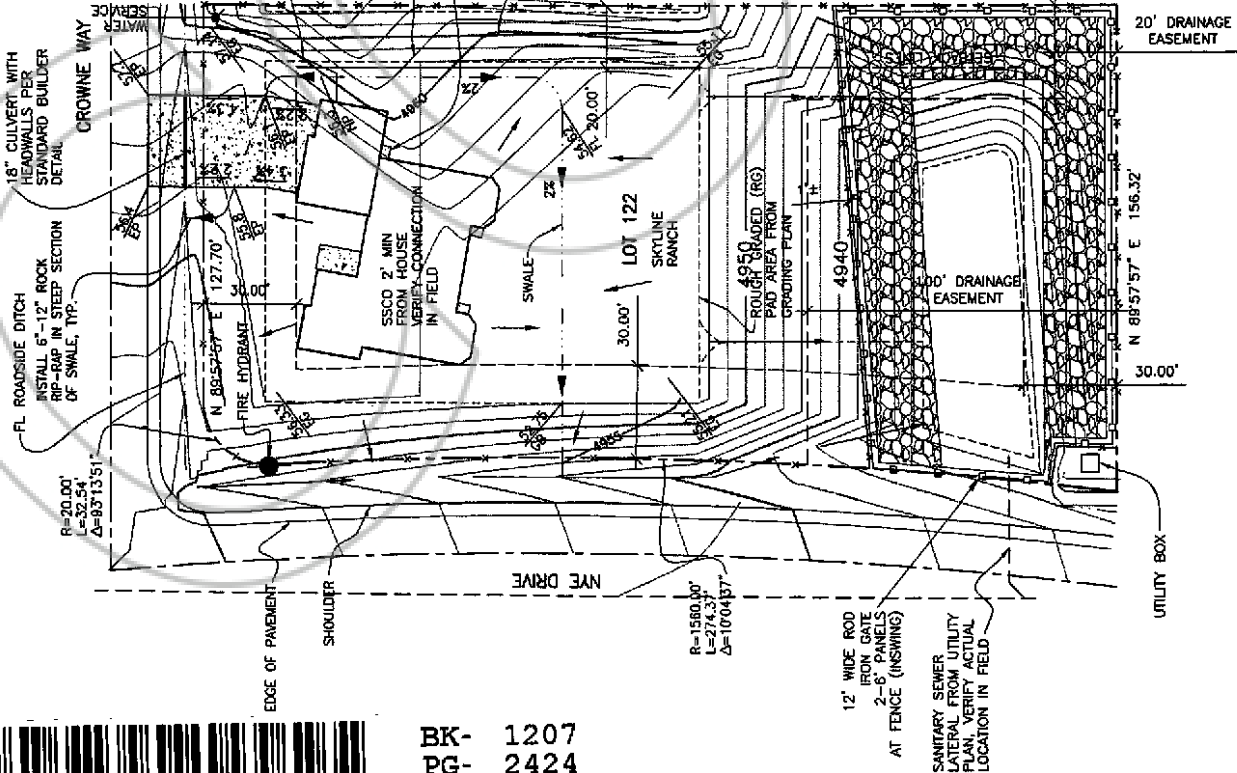 WATER
SERVICE
CROWNE WAY
18" CULVERT WITH
HEADWALLS PER
STANDARD BUILDER
DETAIL
FL ROADSIDE DITCH
INSTALL 6"-12" ROCK
RIP-RAP IN STEEP SECTION
OF SWALE, TYP.
R=20.00'
L=32.54'
Δ=93°13'51"
N 89°57'57" E 127.70'
30.00'
FIRE HYDRANT
EDGE OF PAVEMENT
SHOULDER
NYE DRIVE
SSCO 2' MIN
FROM HOUSE
VERIFY CONNECTION
IN FIELD
SWALE
2%
2%
20.00'
LOT 122
SKYLINE
RANCH
30.00'
4950
4955
4950
ROUGH GRADED (RG)
PAD AREA FROM
GRADING PLAN
4940
SETBACK LINES
20' DRAINAGE
EASEMENT
100' DRAINAGE
EASEMENT
N 89°57'57" E 156.32'
30.00'
R=1560.00'
L=274.37'
Δ=10°04'37"
12' WIDE ROD
IRON GATE
2-6' PANELS
AT FENCE (INSWING)
SANITARY SEWER
LATERAL FROM UTILITY
PLAN, VERIFY ACTUAL
LOCATION IN FIELD
UTILITY BOX
BK- 1207
PG- 2424